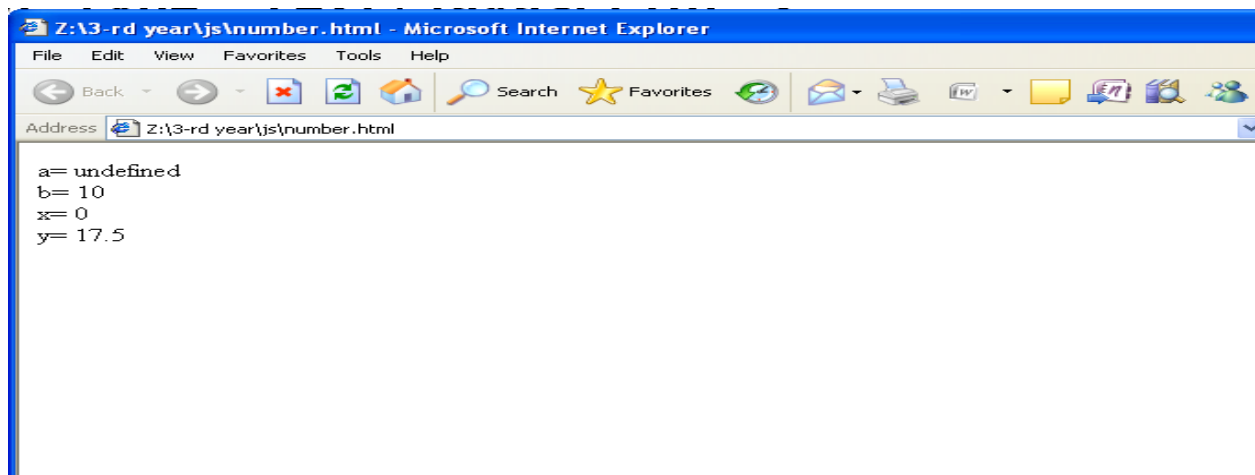 Z:\3-rd year\js\number.html - Microsoft Internet Explorer
File Edit View Favorites Tools Help
Back Search Favorites
Address Z:\3-rd year\js\number.html
a= undefined
b= 10
x= 0
y= 17.5